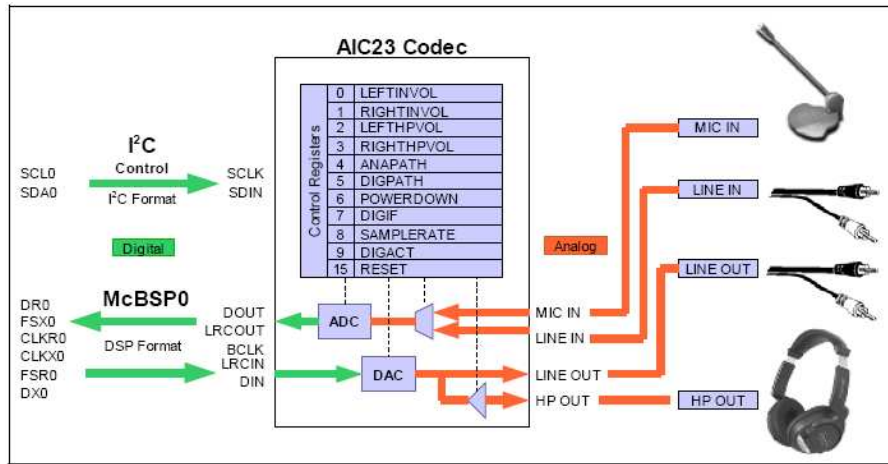 AIC23 Codec
Control Registers
0 LEFTINVOL
1 RIGHTINVOL
2 LEFTHPVOL
3 RIGHTHPVOL
4 ANAPATH
5 DIGPATH
6 POWERDOWN
7 DIGIF
8 SAMPLERATE
9 DIGACT
15 RESET
I²C
Control
I²C Format
SCL0
SDA0
SCLK
SDIN
Digital
Analog
McBSP0
DSP Format
DR0
FSX0
CLKR0
CLKX0
FSR0
DX0
DOUT
LRCOUT
BCLK
LRCIN
DIN
ADC
DAC
MIC IN
LINE IN
LINE OUT
HP OUT
MIC IN
LINE IN
LINE OUT
HP OUT